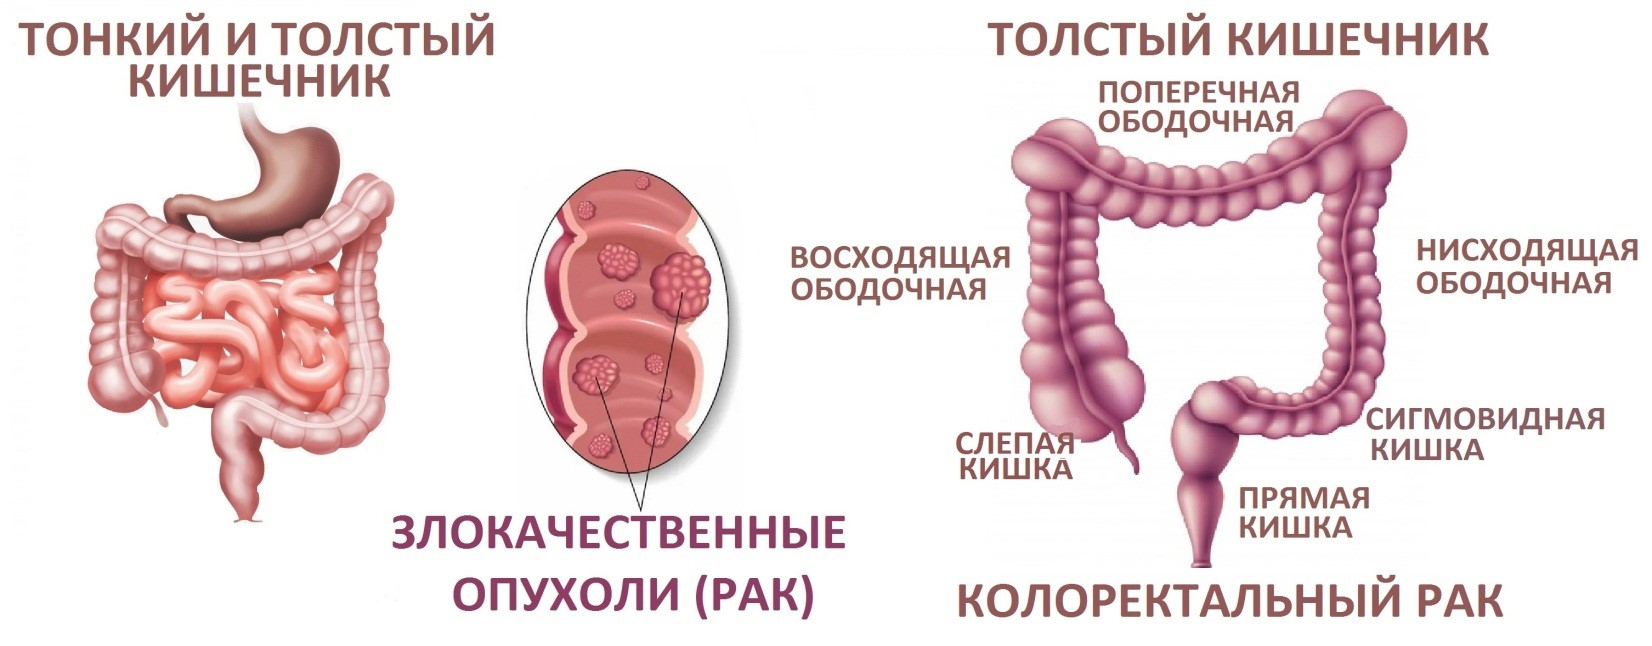 ТОНКИЙ И ТОЛСТЫЙ
КИШЕЧНИК
ЗЛОКАЧЕСТВЕННЫЕ
ОПУХОЛИ (РАК)
ТОЛСТЫЙ КИШЕЧНИК
ПОПЕРЕЧНАЯ
ОБОДОЧНАЯ
ВОСХОДЯЩАЯ
ОБОДОЧНАЯ
НИСХОДЯЩАЯ
ОБОДОЧНАЯ
СЛЕПАЯ
КИШКА
СИГМОВИДНАЯ
КИШКА
ПРЯМАЯ
КИШКА
КОЛОРЕКТАЛЬНЫЙ РАК